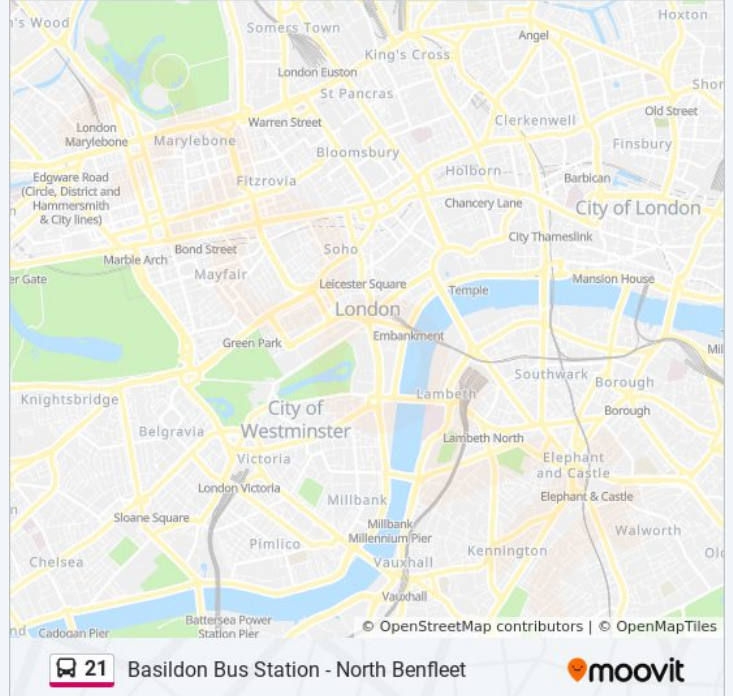 's Wood
Somers Town
Hoxton
Angel
King's Cross
London Euston
St Pancras
Shor
Old Street
Clerkenwell
Warren Street
London
Marylebone
Marylebone
Finsbury
Bloomsbury
Holborn
Edgware Road
(Circle, District and
Hammersmith
& City lines)
Fitzrovia
Barbican
Chancery Lane
City of London
City Thameslink
Bond Street
Soho
Marble Arch
Mayfair
er Gate
Leicester Square
Temple
Mansion House
London
Embankment
Green Park
Mil
Southwark
Borough
Knightsbridge
Lambeth
City of
Westminster
Borough
Belgravia
Lambeth North
Victoria
Elephant
and Castle
London Victoria
Elephant & Castle
Millbank
n
Sloane Square
Millbank
Millennium Pier
Walworth
Pimlico
Kennington
Old
Chelsea
Vauxhall
Vauxhall
Battersea Power
Station Pier
nd
Cadogan Pier
© OpenStreetMap contributors | © OpenMapTiles
21 Basildon Bus Station - North Benfleet
moovit